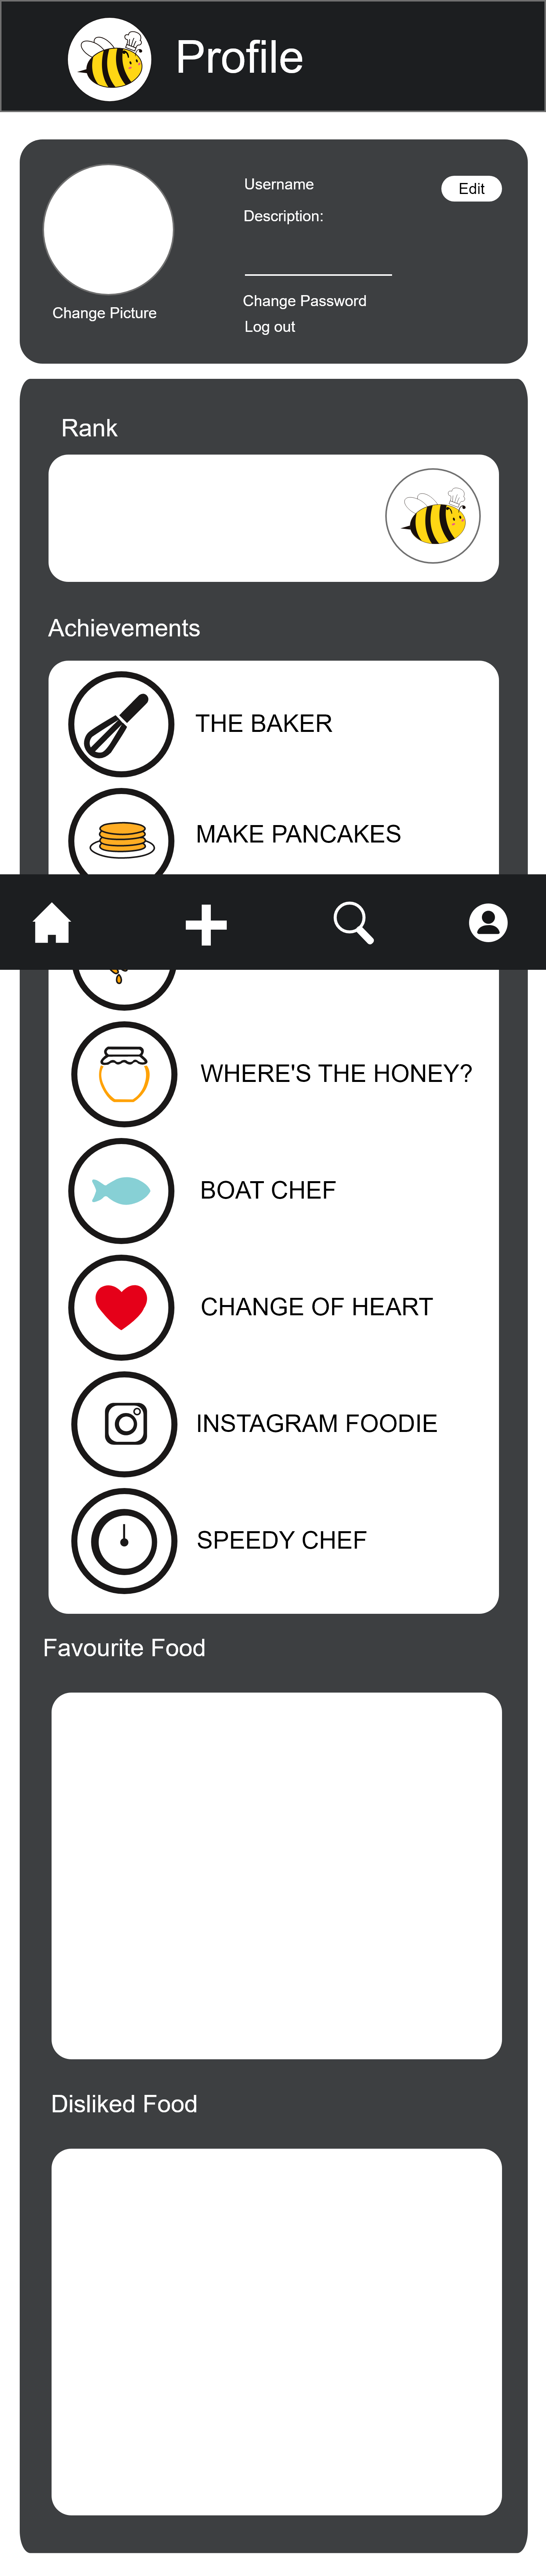 Profile
Username
Edit
Description:
Change Password
Change Picture
Log out
Rank
Achievements
THE BAKER
MAKE PANCAKES
WHERE'S THE HONEY?
BOAT CHEF
CHANGE OF HEART
INSTAGRAM FOODIE
SPEEDY CHEF
Favourite Food
Disliked Food